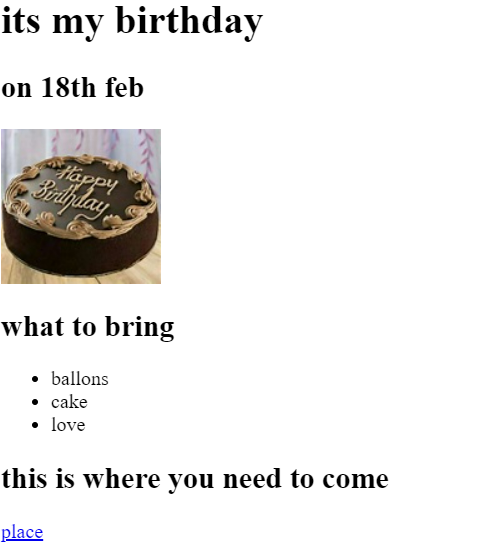 its my birthday
on 18th feb
Happy
Birthday
what to bring
ballons
cake
love
this is where you need to come
place